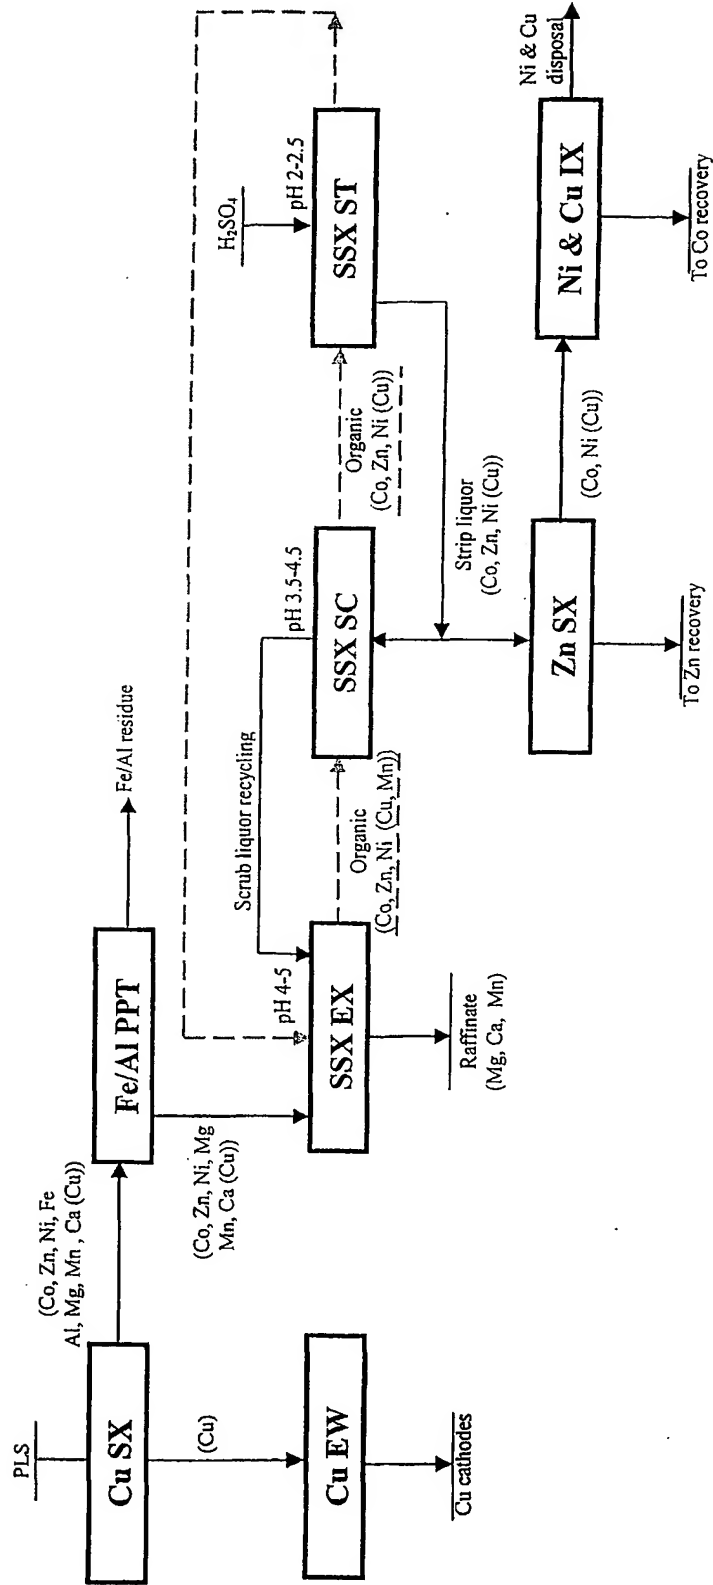 PLS
Cu SX
(Co, Zn, Ni, Fe
Al, Mg, Mn , Ca (Cu))
Fe/Al PPT
Fe/Al residue
(Cu)
Cu EW
Cu cathodes
(Co, Zn, Ni, Mg
Mn, Ca (Cu))
pH 4-5
SSX EX
Raffinate
(Mg, Ca, Mn)
Scrub liquor recycling
Organic
(Co, Zn, Ni (Cu, Mn))
pH 3.5-4.5
SSX SC
Organic
(Co, Zn, Ni (Cu))
H₂SO₄
pH 2-2.5
SSX ST
Strip liquor
(Co, Zn, Ni (Cu))
Zn SX
To Zn recovery
(Co, Ni (Cu))
Ni & Cu IX
Ni & Cu
disposal
To Co recovery